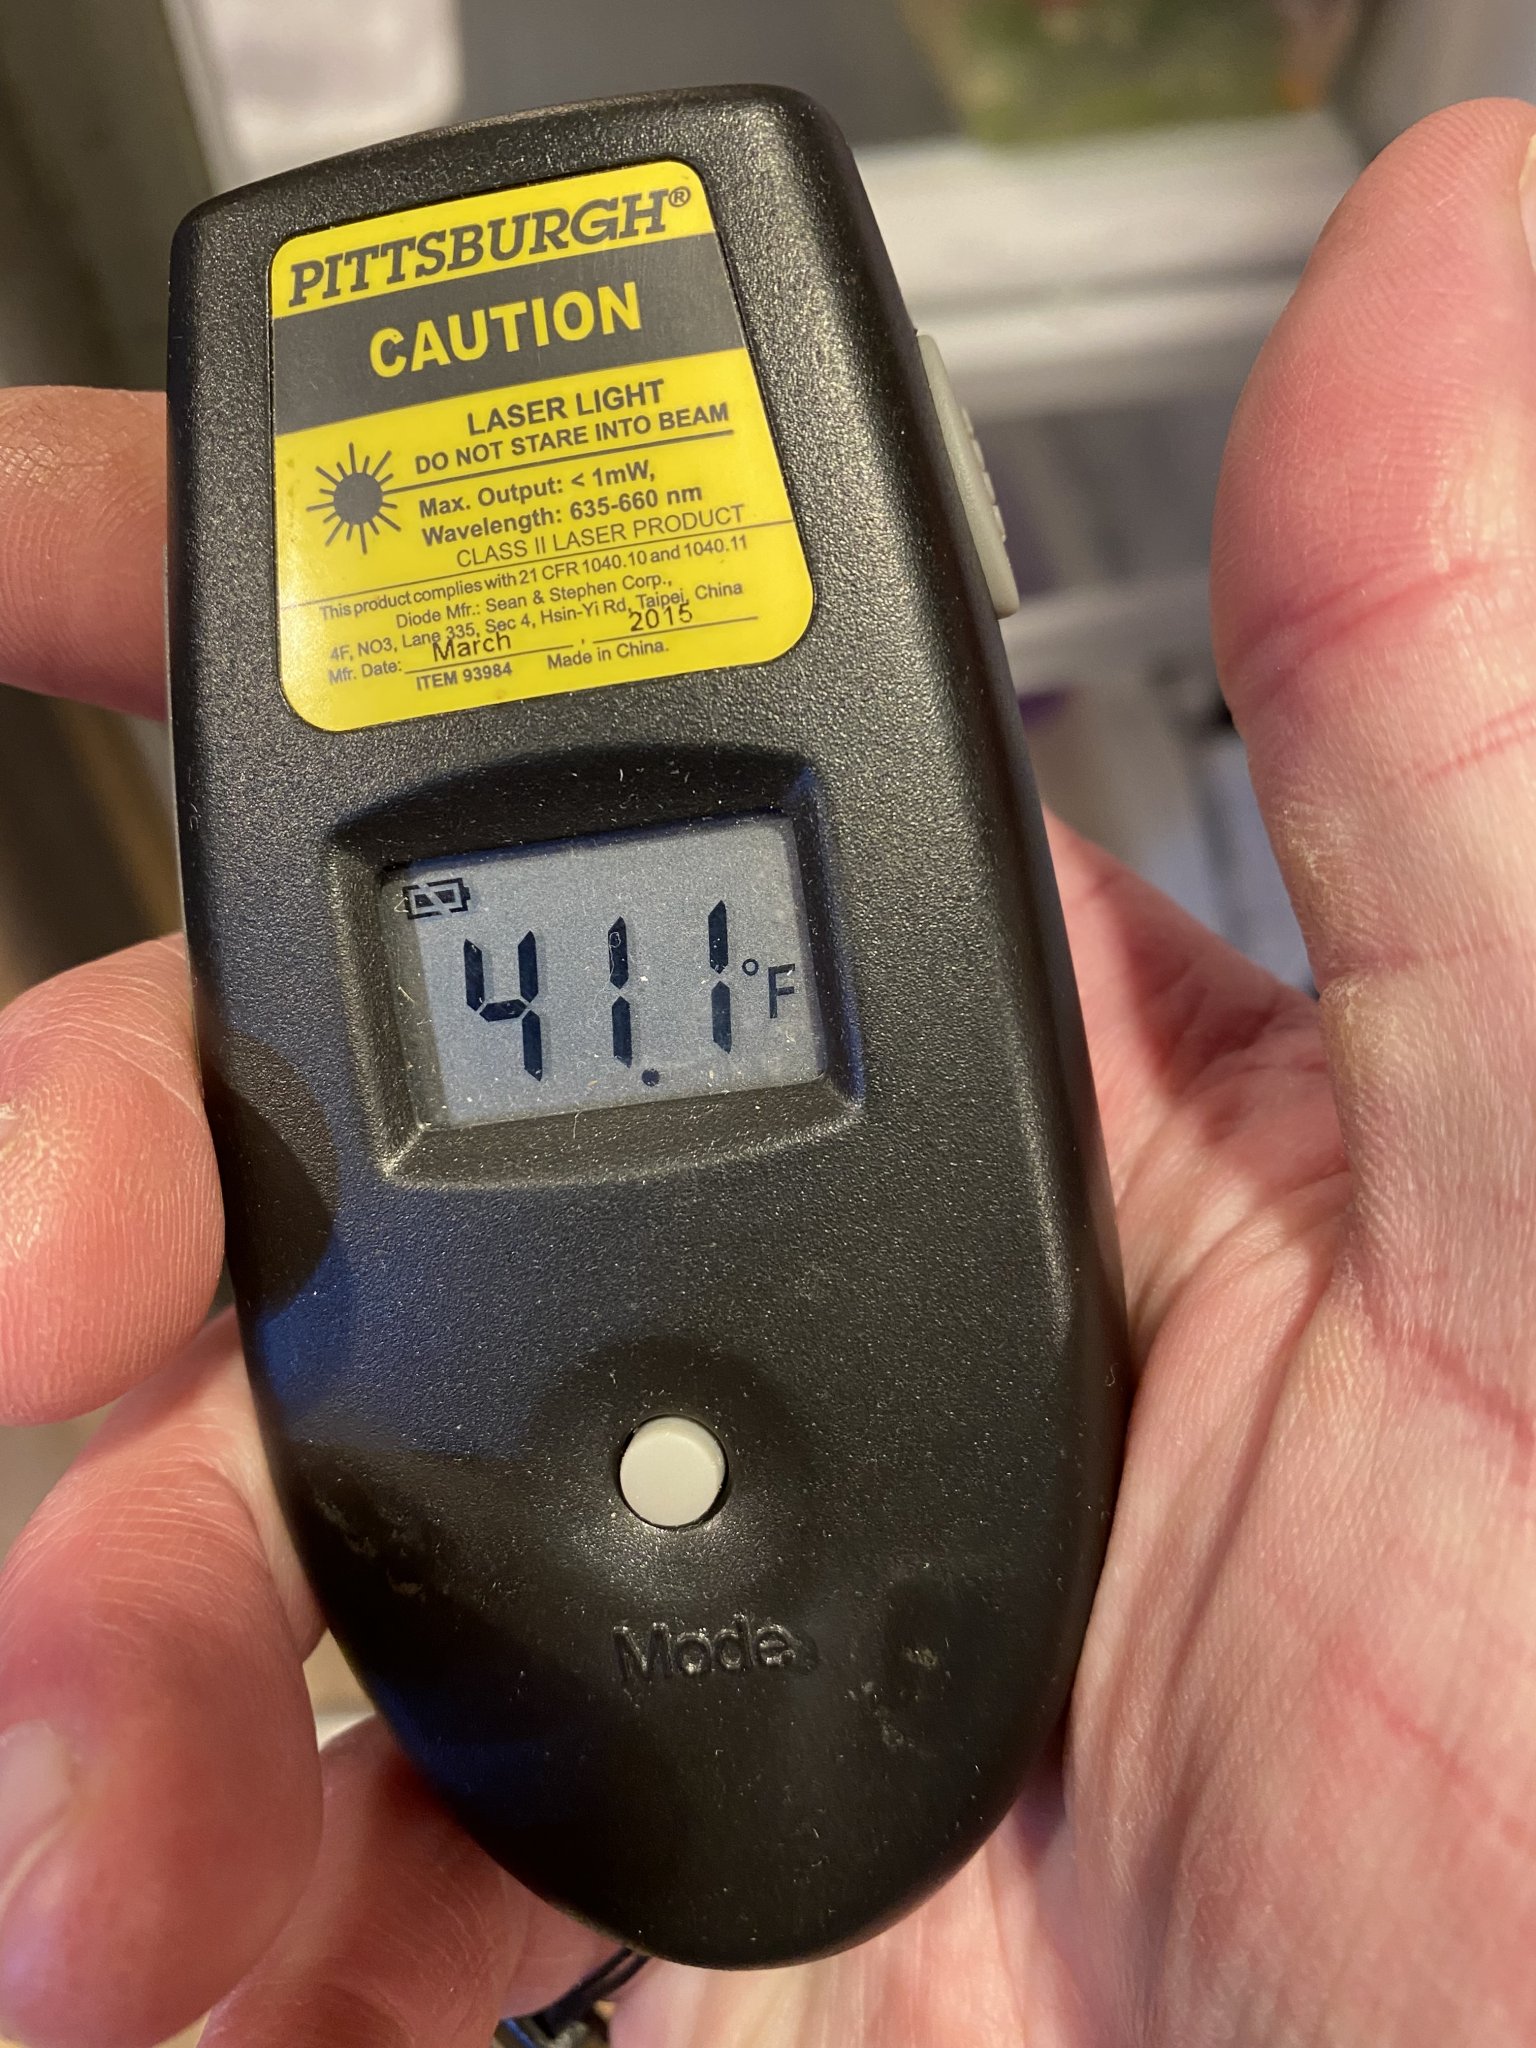 PITTSBURGH®
CAUTION
LASER LIGHT
DO NOT STARE INTO BEAM
Max. Output: < 1mW,
Wavelength: 635-660 nm
CLASS II LASER PRODUCT
This product complies with 21 CFR 1040.10 and 1040.11
Diode Mfr.: Sean & Stephen Corp.,
4F, NO3, Lane 335, Sec 4, Hsin-Yi Rd, Taipei, China
Mfr. Date: March , 2015
ITEM 93984 Made in China.
41.1 °F
Mode